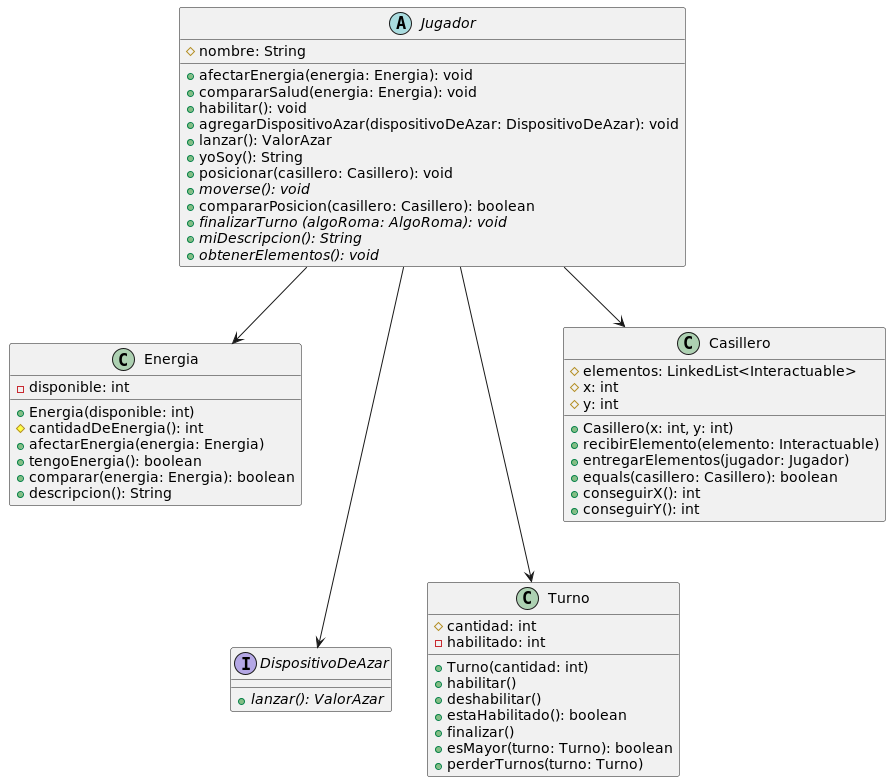 A Jugador
nombre: String
afectarEnergia(energia: Energia): void
compararSalud(energia: Energia): void
habilitar(): void
agregarDispositivoAzar(dispositivoDeAzar: DispositivoDeAzar): void
lanzar(): ValorAzar
yoSoy(): String
posicionar(casillero: Casillero): void
moverse(): void
compararPosicion(casillero: Casillero): boolean
finalizarTurno (algoRoma: AlgoRoma): void
miDescripcion(): String
obtenerElementos(): void
C Energia
disponible: int
Energia(disponible: int)
cantidadDeEnergia(): int
afectarEnergia(energia: Energia)
tengoEnergia(): boolean
comparar(energia: Energia): boolean
descripcion(): String
C Casillero
elementos: LinkedList<Interactuable>
x: int
y: int
Casillero(x: int, y: int)
recibirElemento(elemento: Interactuable)
entregarElementos(jugador: Jugador)
equals(casillero: Casillero): boolean
conseguirX(): int
conseguirY(): int
I DispositivoDeAzar
lanzar(): ValorAzar
C Turno
cantidad: int
habilitado: int
Turno(cantidad: int)
habilitar()
deshabilitar()
estaHabilitado(): boolean
finalizar()
esMayor(turno: Turno): boolean
perderTurnos(turno: Turno)